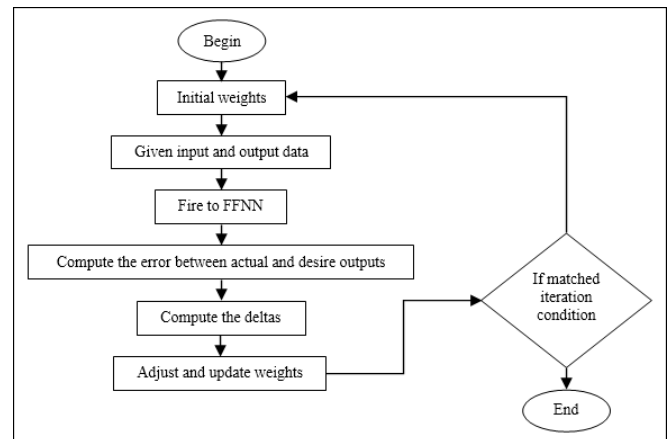 Begin
Initial weights
Given input and output data
Fire to FFNN
Compute the error between actual and desire outputs
Compute the deltas
Adjust and update weights
If matched
iteration
condition
End